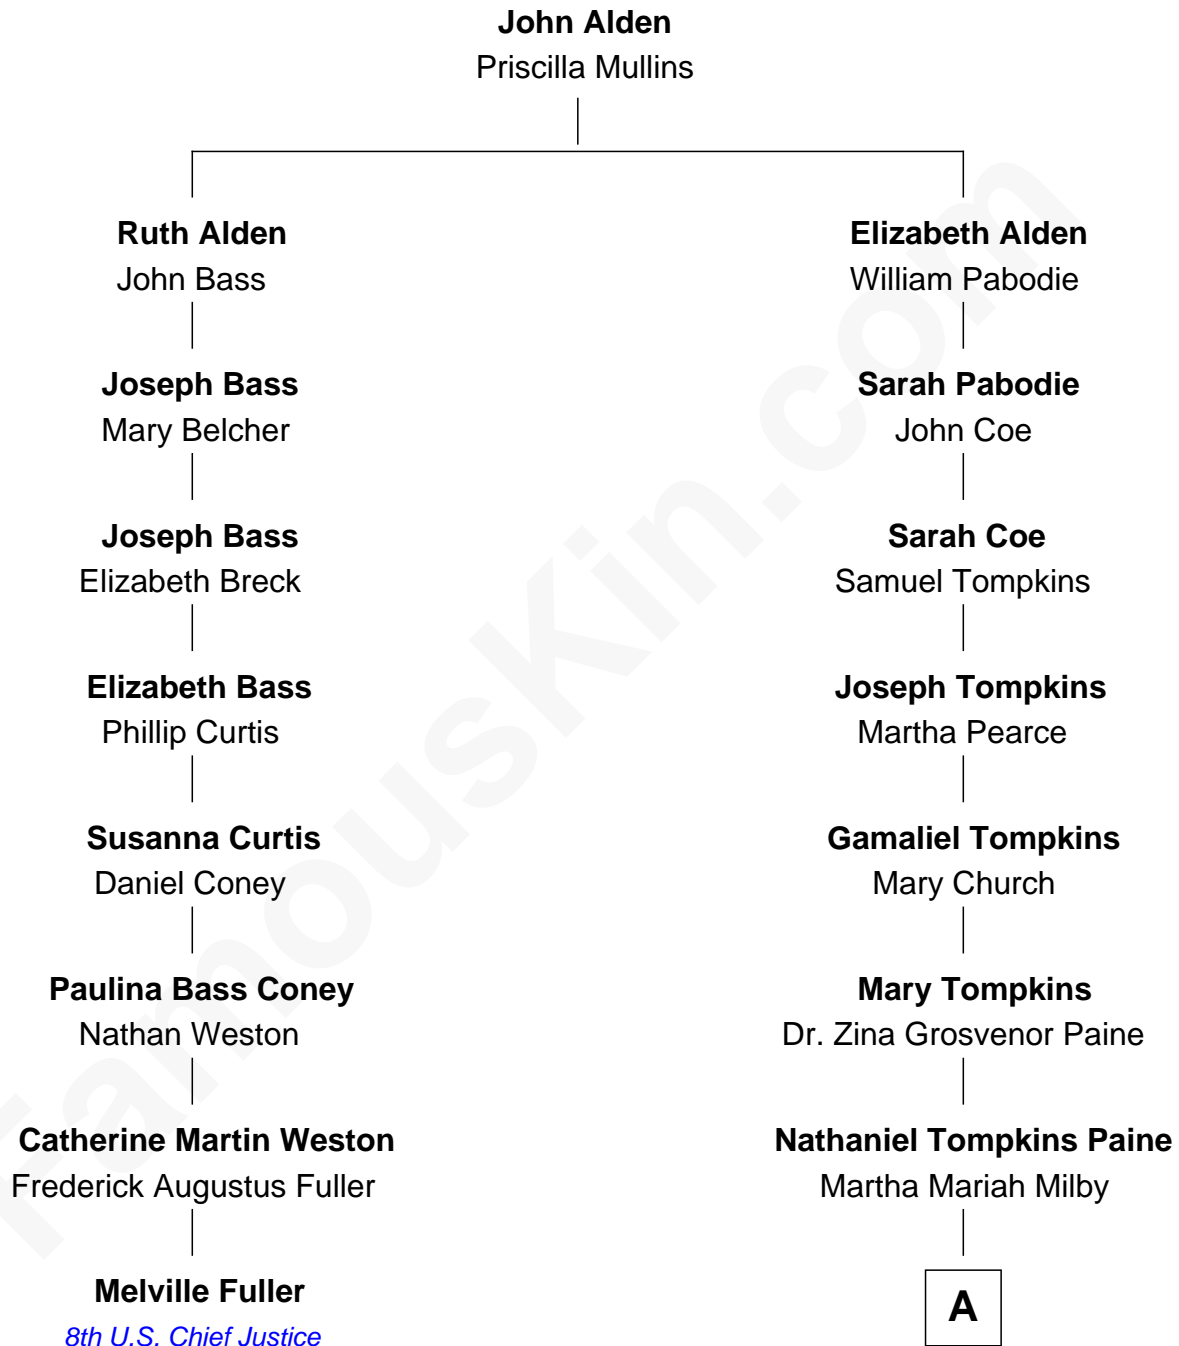 John Alden
Priscilla Mullins
Ruth Alden
John Bass
Elizabeth Alden
William Pabodie
Joseph Bass
Mary Belcher
Sarah Pabodie
John Coe
Joseph Bass
Elizabeth Breck
Sarah Coe
Samuel Tompkins
Elizabeth Bass
Phillip Curtis
Joseph Tompkins
Martha Pearce
Susanna Curtis
Daniel Coney
Gamaliel Tompkins
Mary Church
Paulina Bass Coney
Nathan Weston
Mary Tompkins
Dr. Zina Grosvenor Paine
Catherine Martin Weston
Frederick Augustus Fuller
Nathaniel Tompkins Paine
Martha Mariah Milby
Melville Fuller
8th U.S. Chief Justice
A
FamousKin.com